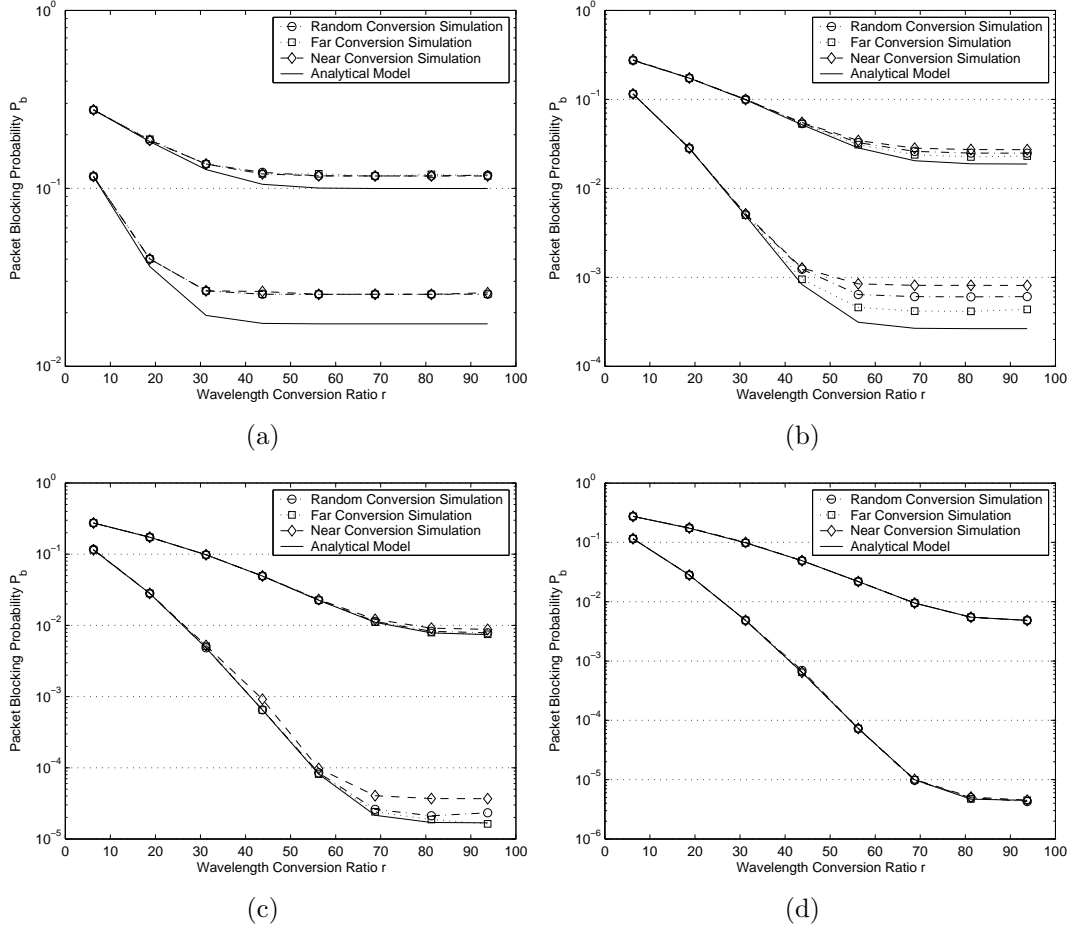 10^0
10^-1
10^-2
Packet Blocking Probability P_b
0 10 20 30 40 50 60 70 80 90 100
Wavelength Conversion Ratio r
Random Conversion Simulation
Far Conversion Simulation
Near Conversion Simulation
Analytical Model
(a)
10^0
10^-1
10^-2
10^-3
10^-4
Packet Blocking Probability P_b
0 10 20 30 40 50 60 70 80 90 100
Wavelength Conversion Ratio r
Random Conversion Simulation
Far Conversion Simulation
Near Conversion Simulation
Analytical Model
(b)
10^0
10^-1
10^-2
10^-3
10^-4
10^-5
Packet Blocking Probability P_b
0 10 20 30 40 50 60 70 80 90 100
Wavelength Conversion Ratio r
Random Conversion Simulation
Far Conversion Simulation
Near Conversion Simulation
Analytical Model
(c)
10^0
10^-1
10^-2
10^-3
10^-4
10^-5
10^-6
Packet Blocking Probability P_b
0 10 20 30 40 50 60 70 80 90 100
Wavelength Conversion Ratio r
Random Conversion Simulation
Far Conversion Simulation
Near Conversion Simulation
Analytical Model
(d)